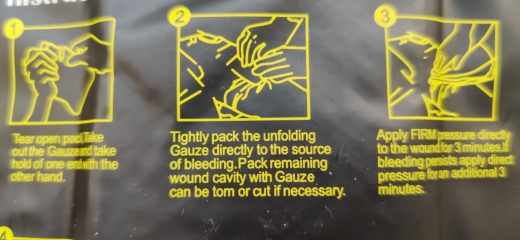 1
Tear open pad,Take
out the Gauze and take
hold of one end with the
other hand.
2
Tightly pack the unfolding
Gauze directly to the source
of bleeding. Pack remaining
wound cavity with Gauze
can be torn or cut if necessary.
3
Apply FIRM pressure directly
to the wound for 3 minutes.If
bleeding persists apply direct
pressure for an additional 3
minutes.
4